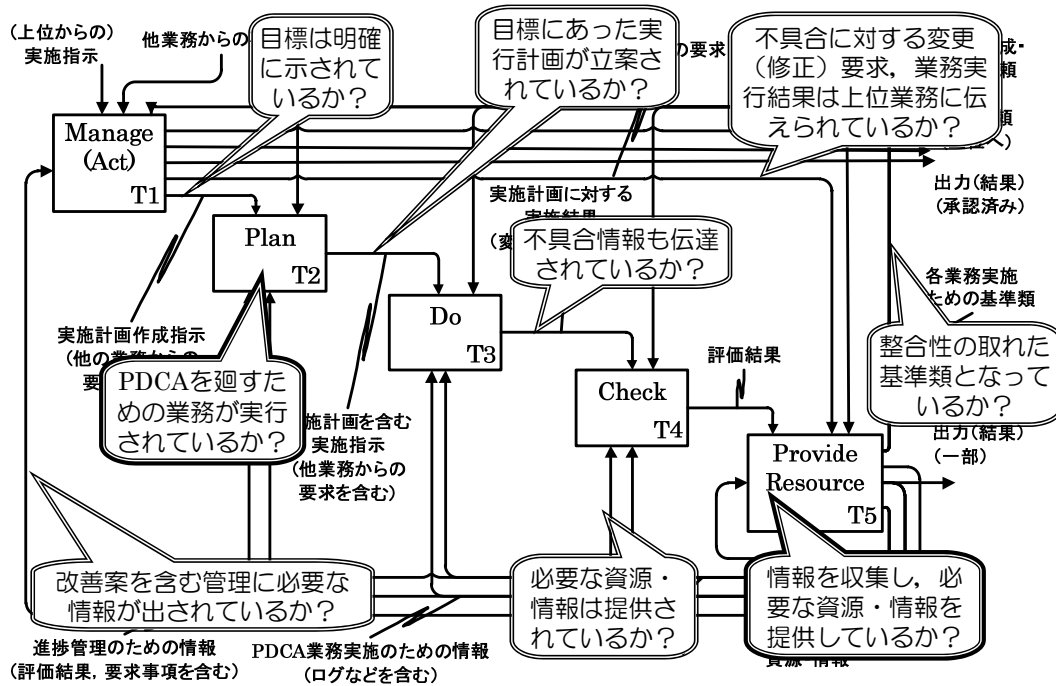 (上位からの)
実施指示
他業務からの
目標は明確
に示されて
いるか？
目標にあった実
行計画が立案さ
れているか？
の要求
不具合に対する変更
（修正）要求，業務実
行結果は上位業務に伝
えられているか？
成・
頼
頼
へ)
Manage
(Act)
T1
出力(結果)
(承認済み)
実施計画に対する
実施結果
(変
Plan
T2
不具合情報も伝達
されているか？
各業務実施
ための基準類
Do
T3
実施計画作成指示
(他の業務からの
要
PDCAを廻すた
めの業務が実行
されているか？
評価結果
整合性の取れた
基準類となって
いるか？
Check
T4
施計画を含む
実施指示
(他業務からの
要求を含む)
出力(結果)
(一部)
Provide
Resource
T5
改善案を含む管理に必要な
情報が出されているか？
必要な資源・
情報は提供さ
れているか？
情報を収集し，必
要な資源・情報を
提供しているか？
進捗管理のための情報
(評価結果, 要求事項を含む)
PDCA業務実施のための情報
(ログなどを含む)
資源・情報